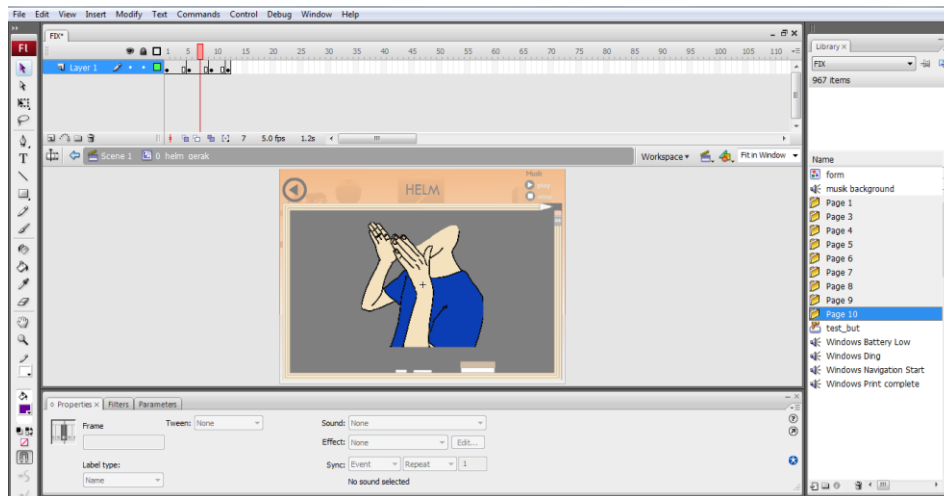 File Edit View Insert Modify Text Commands Control Debug Window Help
FIX*
Fl
1 5 10 15 20 25 30 35 40 45 50 55 60 65 70 75 80 85 90 95 100 105 110
Layer 1
7 5.0 fps 1.2s
Scene 1 0_helm_gerak Workspace Fit in Window
HELM
Musik
play
Properties × Filters Parameters
Frame
Tween: None
Sound: None
Effect: None Edit...
Label type:
Name
Sync: Event Repeat 1
No sound selected
Library ×
FIX
967 items
Name
form
musik background
Page 1
Page 3
Page 4
Page 5
Page 6
Page 7
Page 8
Page 9
Page 10
test_but
Windows Battery Low
Windows Ding
Windows Navigation Start
Windows Print complete